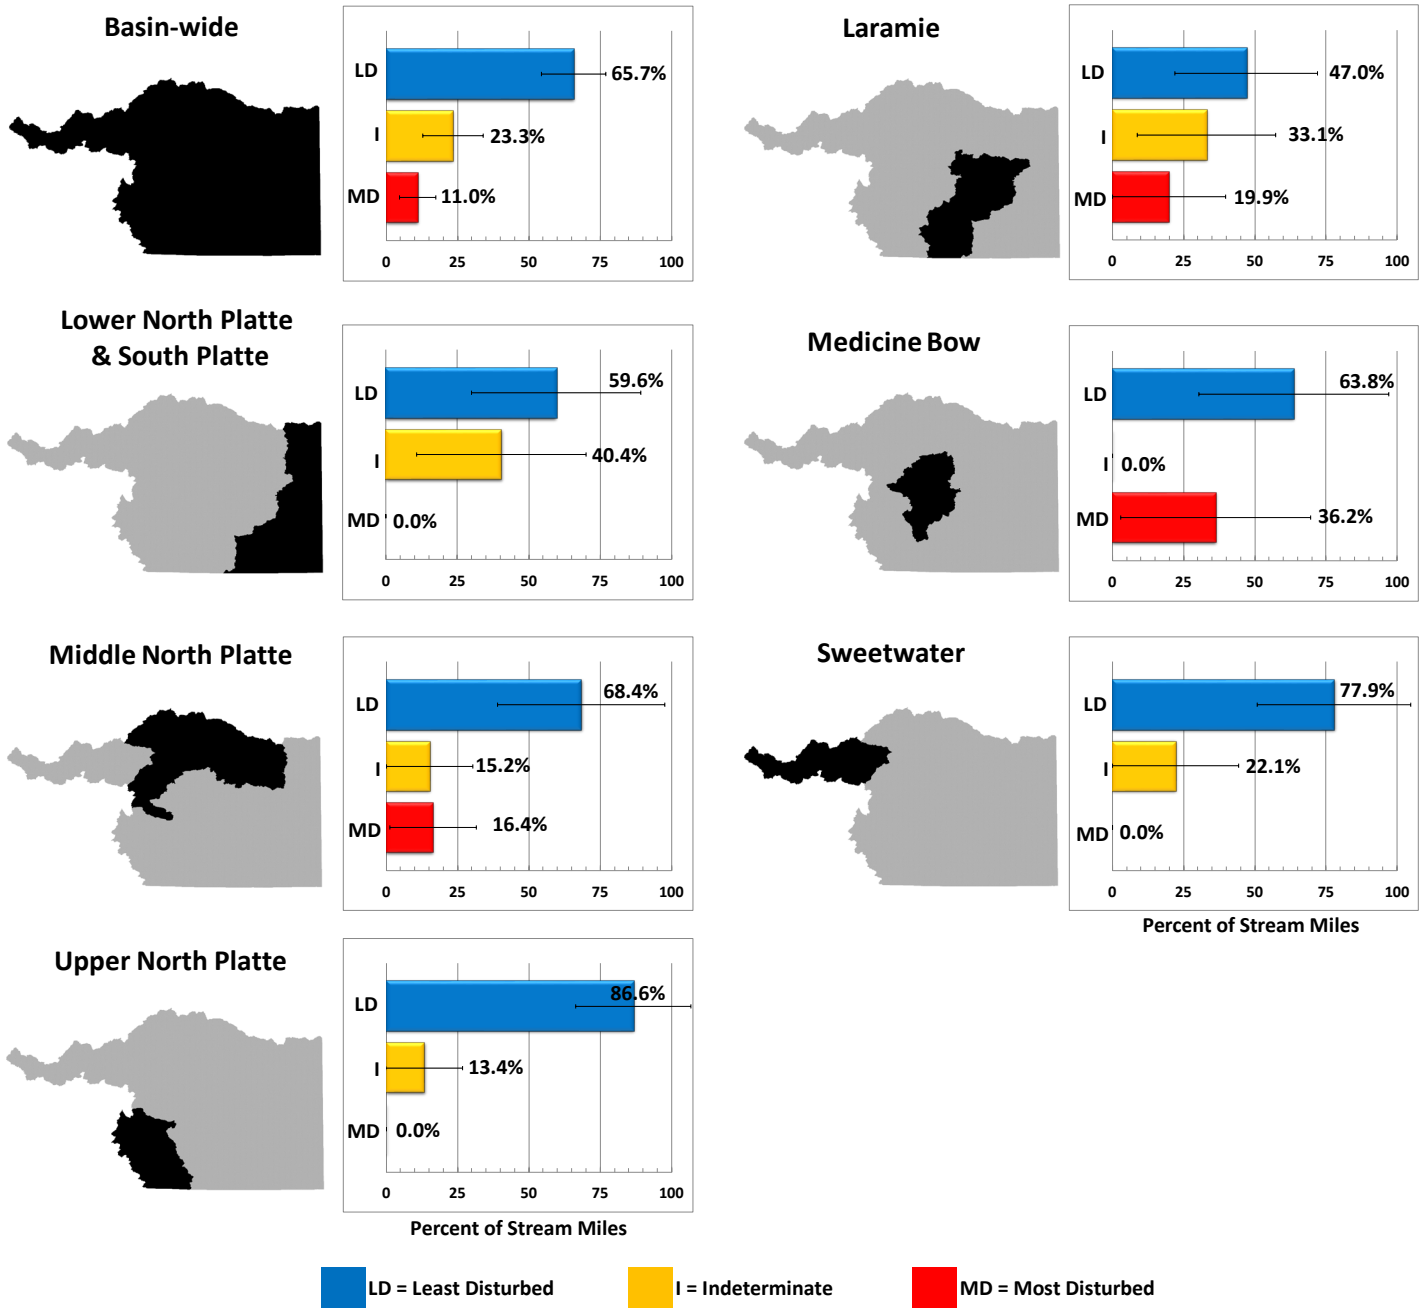 Basin-wide
LD
65.7%
I
23.3%
MD
11.0%
0 25 50 75 100
Laramie
LD
47.0%
I
33.1%
MD
19.9%
0 25 50 75 100
Lower North Platte
& South Platte
LD
59.6%
I
40.4%
MD
0.0%
0 25 50 75 100
Medicine Bow
LD
63.8%
I
0.0%
MD
36.2%
0 25 50 75 100
Middle North Platte
LD
68.4%
I
15.2%
MD
16.4%
0 25 50 75 100
Sweetwater
LD
77.9%
I
22.1%
MD
0.0%
0 25 50 75 100
Percent of Stream Miles
Upper North Platte
LD
86.6%
I
13.4%
MD
0.0%
0 25 50 75 100
Percent of Stream Miles
LD = Least Disturbed
I = Indeterminate
MD = Most Disturbed